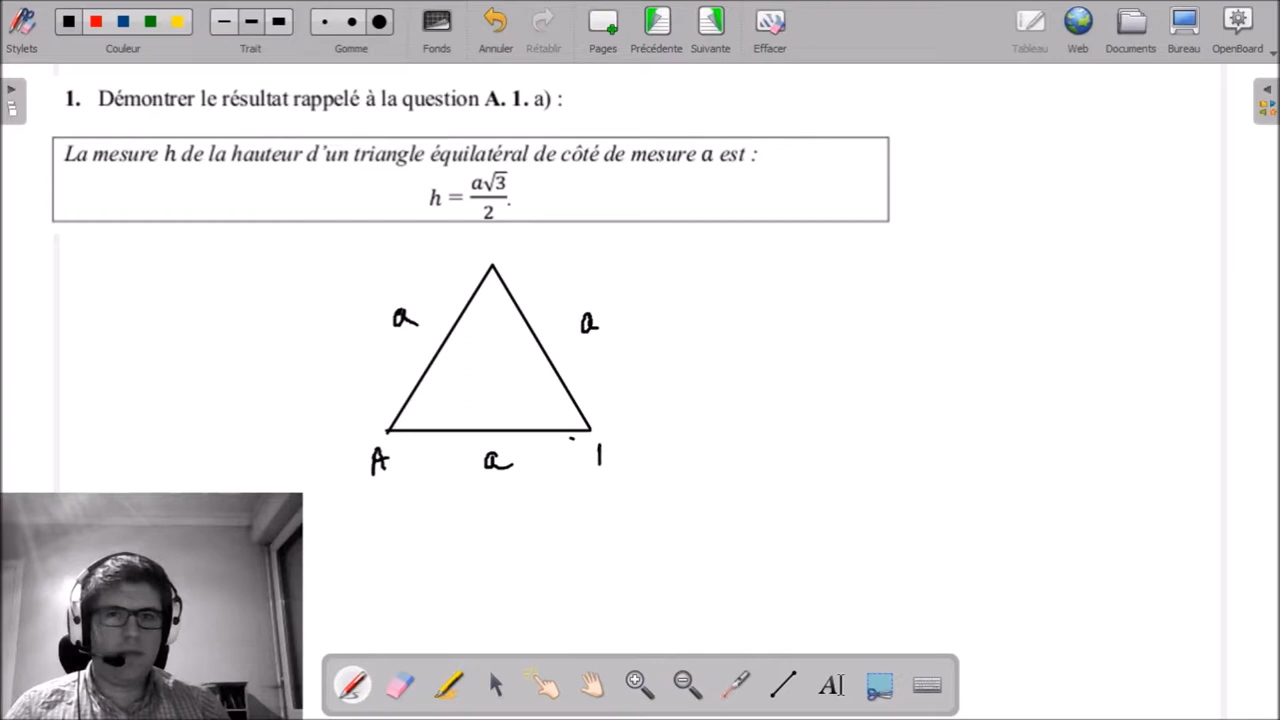 Stylets Couleur Trait Gomme Fonds Annuler Rétablir Pages Précédente Suivante Effacer Tableau Web Documents Bureau OpenBoard
1. Démontrer le résultat rappelé à la question A. 1. a) :
La mesure h de la hauteur d'un triangle équilatéral de côté de mesure a est :
h = a√3/2.
a a
A a
AI